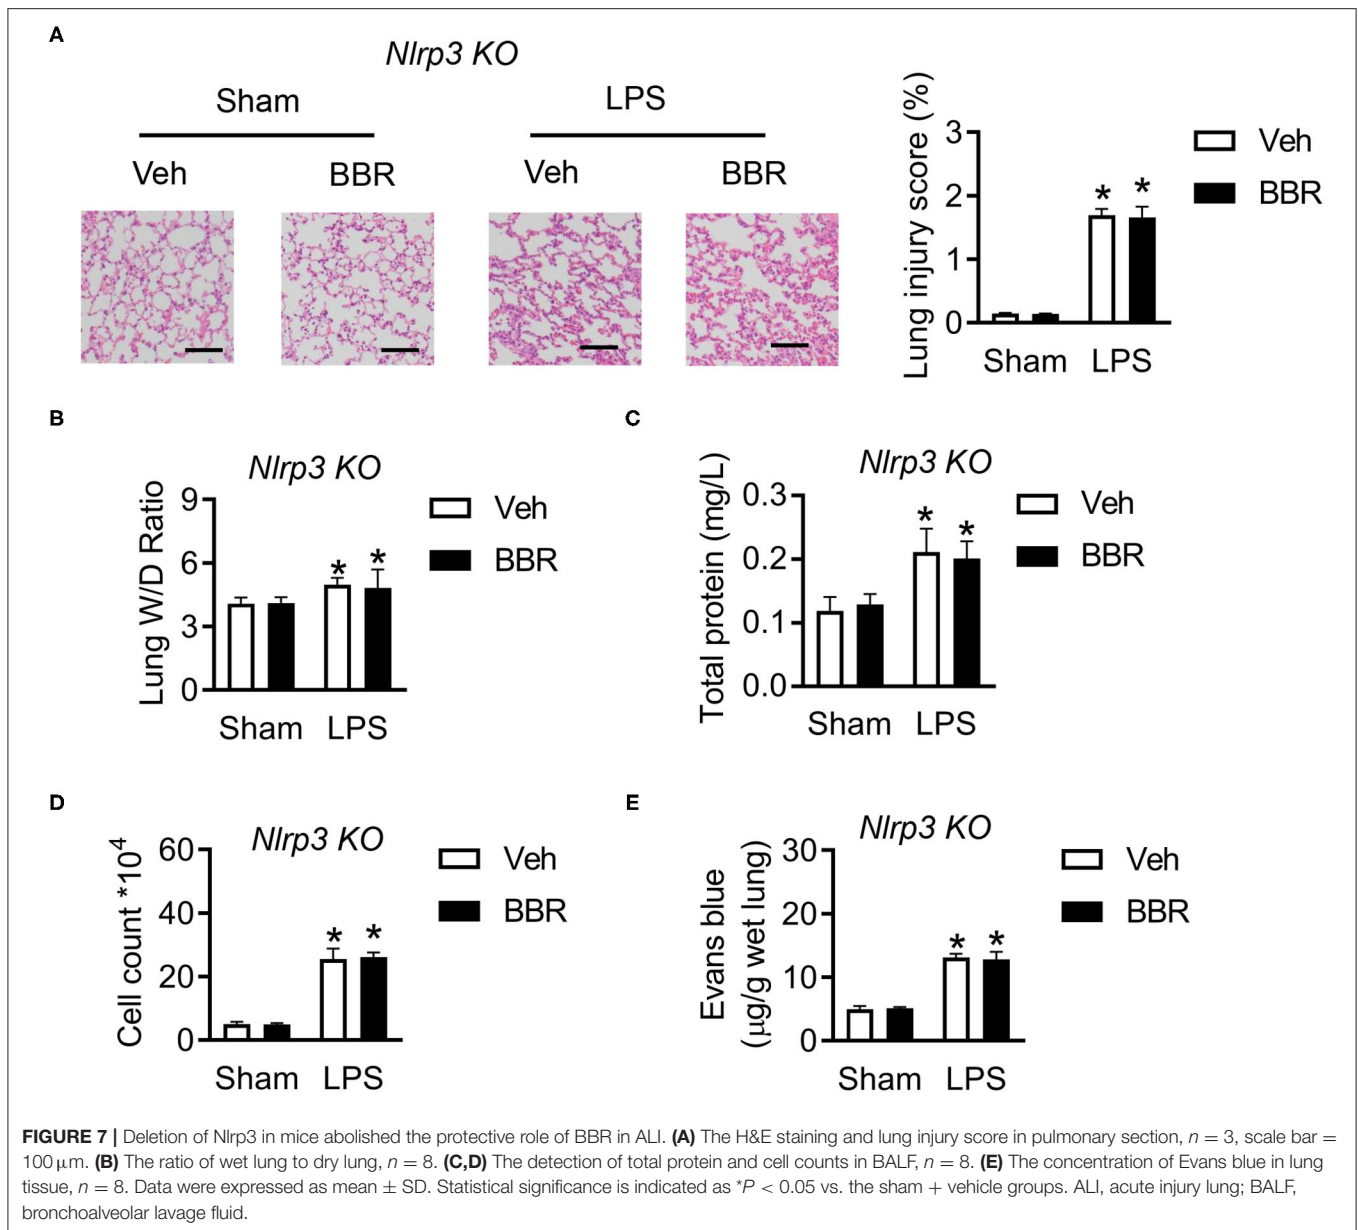 A
Nlrp3 KO
Sham LPS
Veh BBR Veh BBR
Lung injury score (%)
3
2
1
0
* *
Sham LPS
Veh
BBR
B
Nlrp3 KO
Lung W/D Ratio
9
6
3
0
* *
Sham LPS
Veh
BBR
C
Nlrp3 KO
Total protein (mg/L)
0.3
0.2
0.1
0.0
* *
Sham LPS
Veh
BBR
D
Nlrp3 KO
Cell count *10⁴
60
40
20
0
* *
Sham LPS
Veh
BBR
E
Nlrp3 KO
Evans blue
(μg/g wet lung)
30
20
10
0
* *
Sham LPS
Veh
BBR
FIGURE 7 | Deletion of Nlrp3 in mice abolished the protective role of BBR in ALI. (A) The H&E staining and lung injury score in pulmonary section, n = 3, scale bar =
100 μm. (B) The ratio of wet lung to dry lung, n = 8. (C,D) The detection of total protein and cell counts in BALF, n = 8. (E) The concentration of Evans blue in lung
tissue, n = 8. Data were expressed as mean ± SD. Statistical significance is indicated as *P < 0.05 vs. the sham + vehicle groups. ALI, acute injury lung; BALF,
bronchoalveolar lavage fluid.